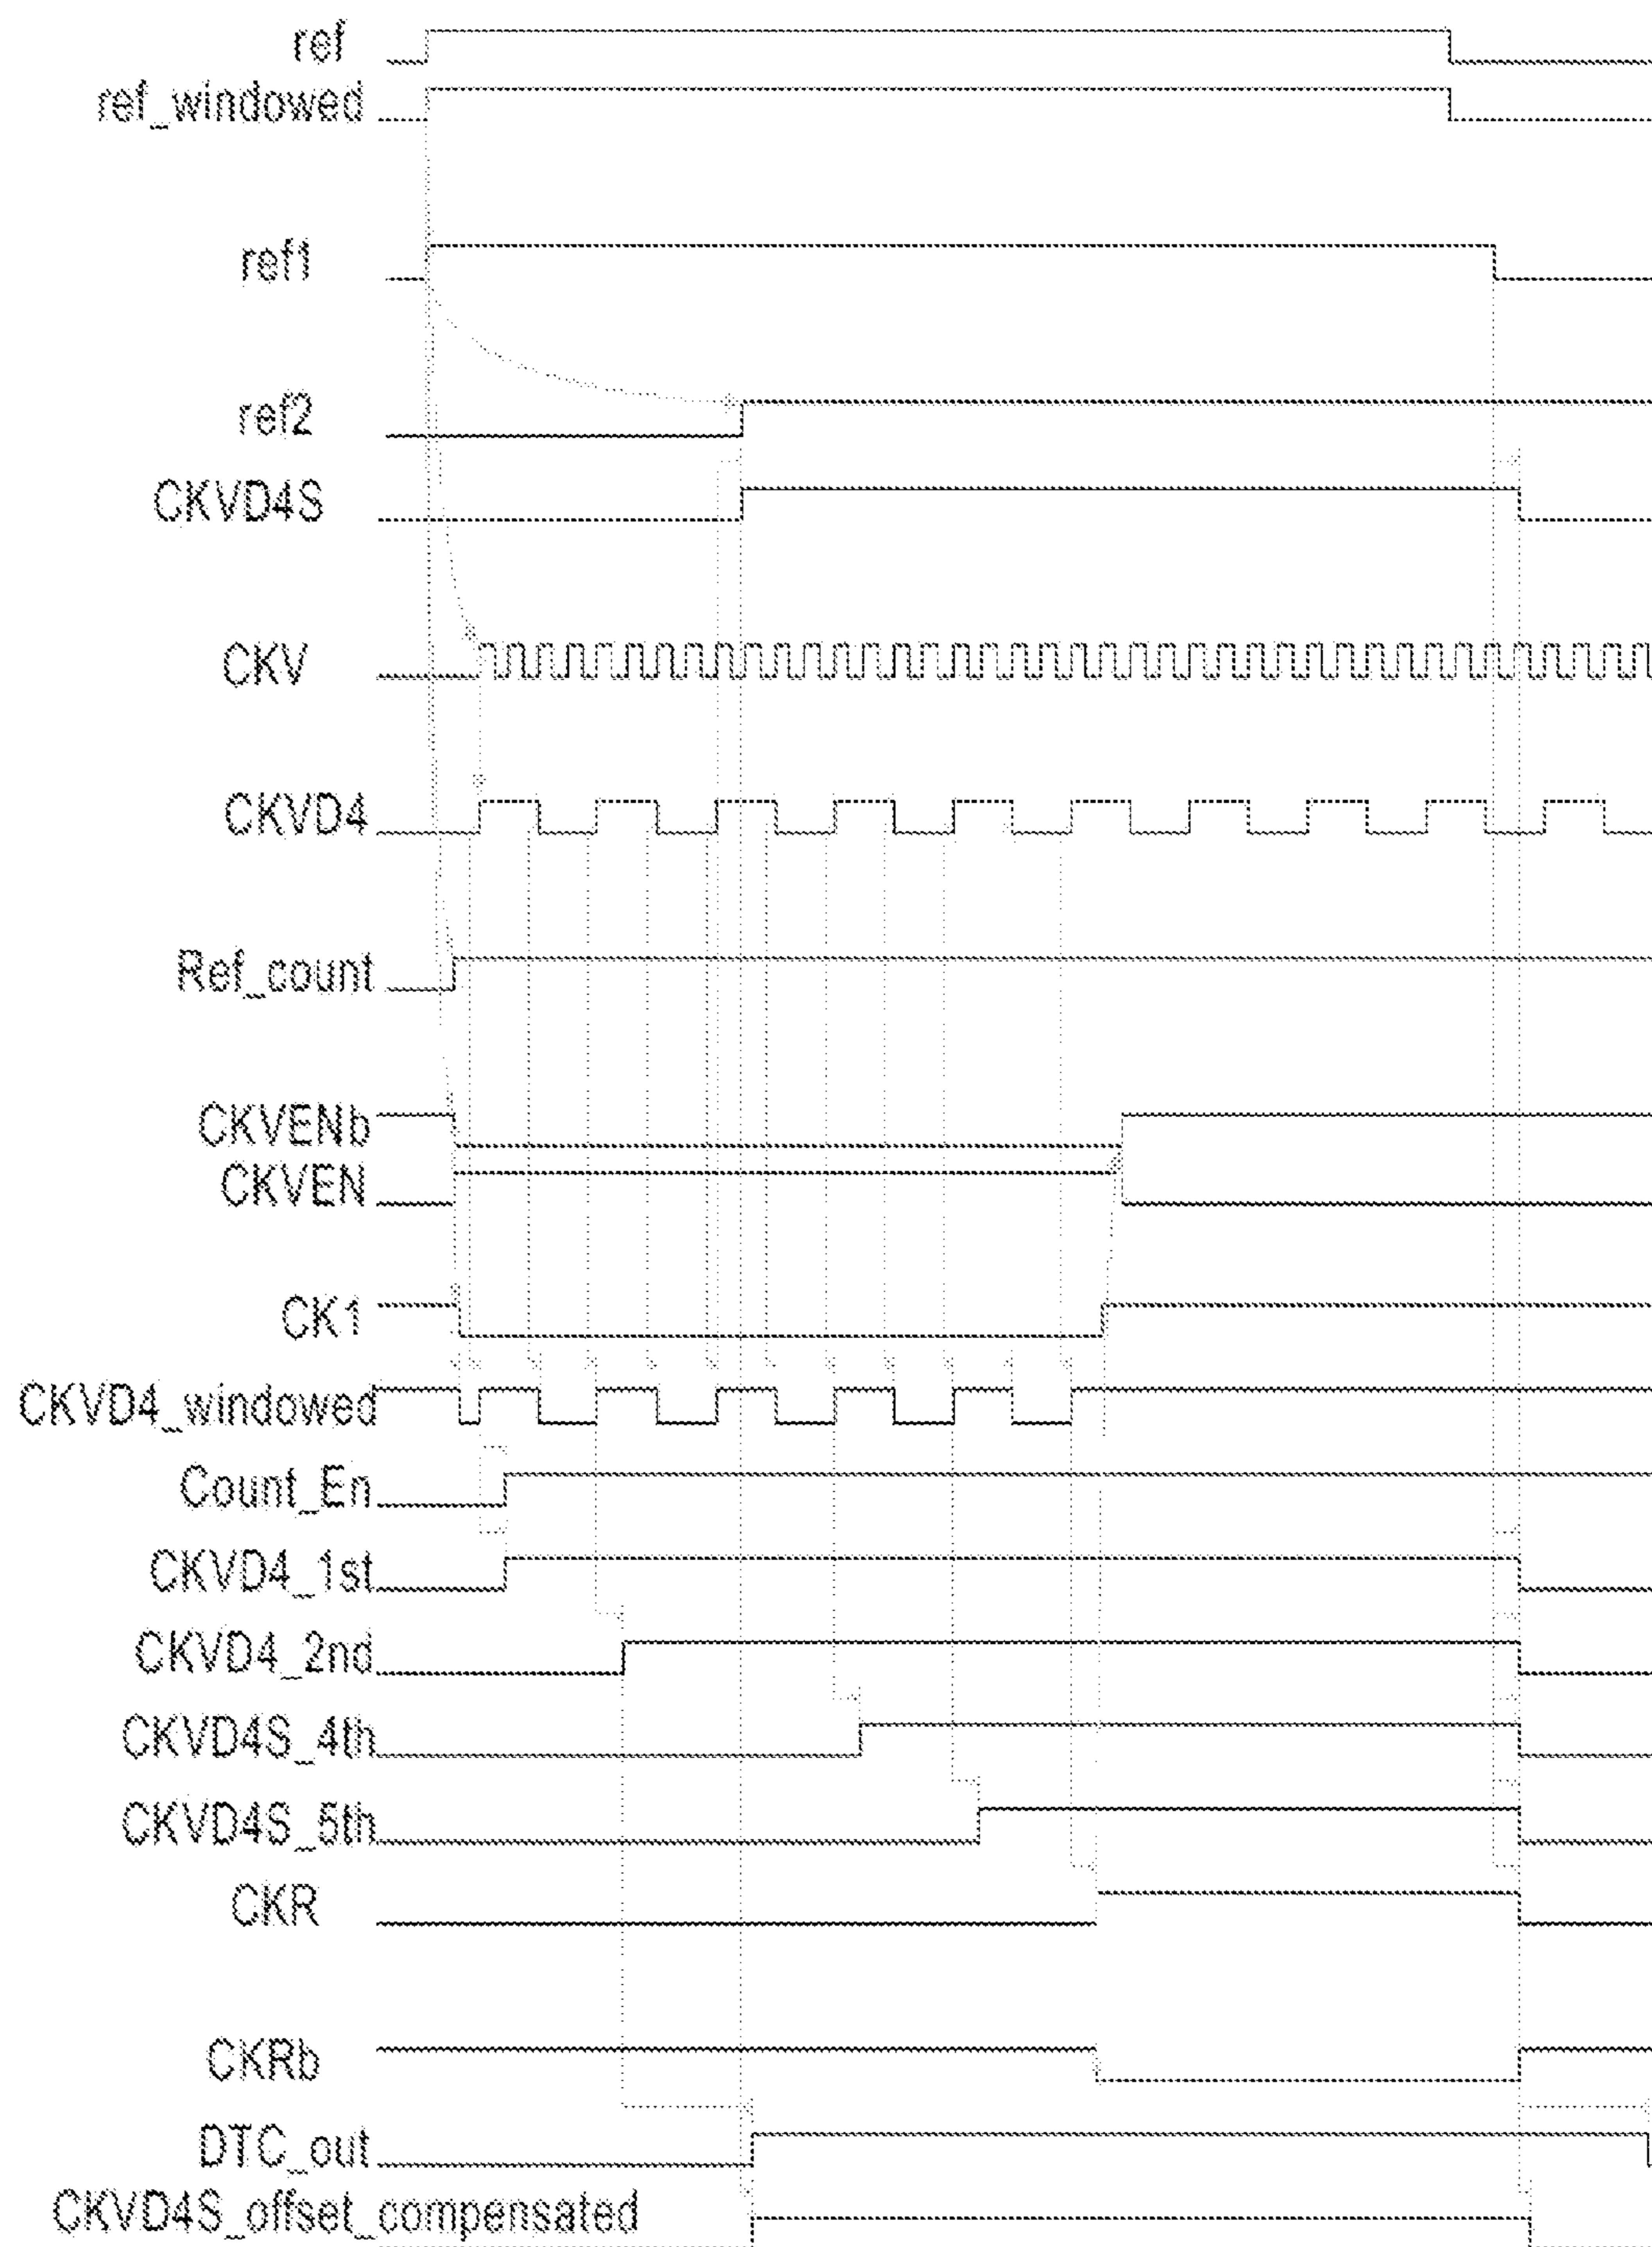 ref
ref_windowed
ref1
ref2
CKVD4S
CKV
CKVD4
Ref_count
CKVENb
CKVEN
CK1
CKVD4_windowed
Count_En
CKVD4_1st
CKVD4_2nd
CKVD4S_4th
CKVD4S_5th
CKR
CKRb
DTC_out
CKVD4S_offset_compensated